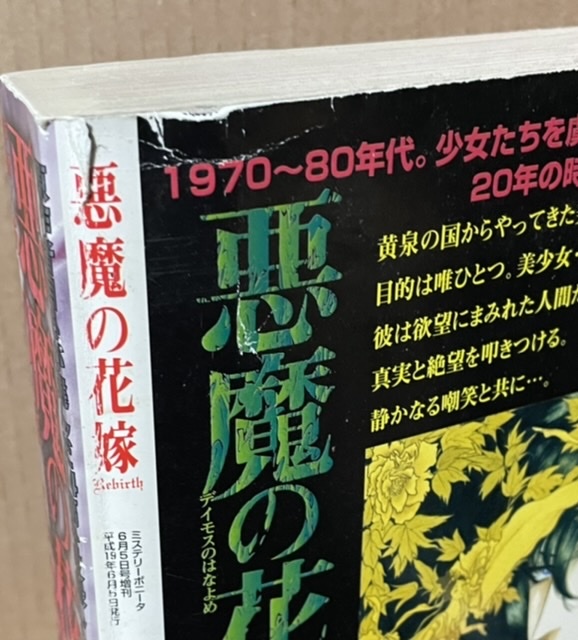 1970～80年代。少女たちを
20年の時
悪魔の花
デイモスのはなよめ
黄泉の国からやってきた
目的は唯ひとつ。美少女・
彼は欲望にまみれた人間が
真実と絶望を叩きつける。
静かなる嘲笑と共に…。
悪魔の花嫁
Rebirth
ミステリーボニータ
6月5日号増刊
平成19年6月5日発行